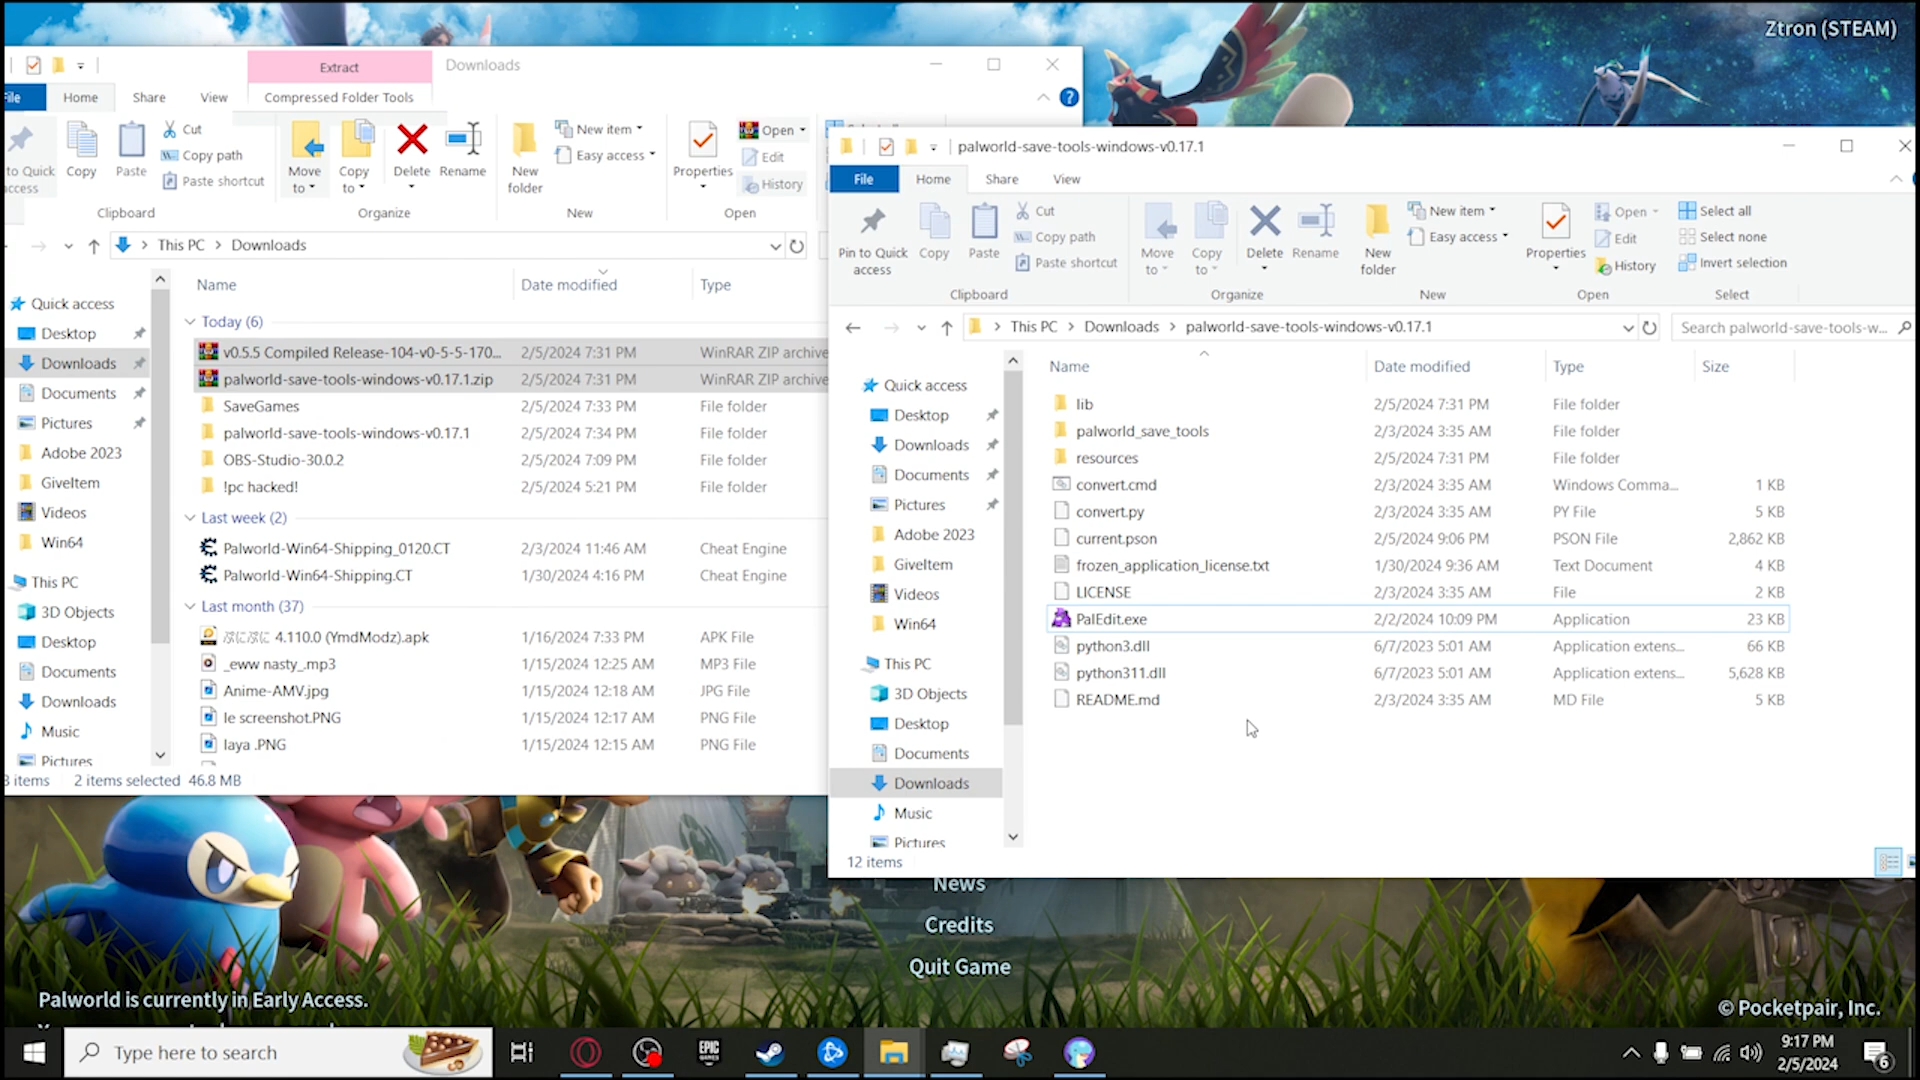 Ztron (STEAM)
Extract
Downloads
File
Home
Share
View
Compressed Folder Tools
to Quick
access
Copy
Paste
Cut
Copy path
Paste shortcut
Move
to
Copy
to
Delete
Rename
New
folder
New item
Easy access
Properties
Open
Edit
History
Clipboard
Organize
New
Open
This PC > Downloads
Name
Date modified
Type
Quick access
Desktop
Downloads
Documents
Pictures
Adobe 2023
GiveItem
Videos
Win64
This PC
3D Objects
Desktop
Documents
Downloads
Music
Pictures
Today (6)
v0.5.5 Compiled Release-104-v0-5-5-170... 2/5/2024 7:31 PM WinRAR ZIP archive
palworld-save-tools-windows-v0.17.1.zip 2/5/2024 7:31 PM WinRAR ZIP archive
SaveGames 2/5/2024 7:33 PM File folder
palworld-save-tools-windows-v0.17.1 2/5/2024 7:34 PM File folder
OBS-Studio-30.0.2 2/5/2024 7:09 PM File folder
!pc hacked! 2/5/2024 5:21 PM File folder
Last week (2)
Palworld-Win64-Shipping_0120.CT 2/3/2024 11:46 AM Cheat Engine
Palworld-Win64-Shipping.CT 1/30/2024 4:16 PM Cheat Engine
Last month (37)
ぷにぷに 4.110.0 (YmdModz).apk 1/16/2024 7:33 PM APK File
_eww nasty_.mp3 1/15/2024 12:25 AM MP3 File
Anime-AMV.jpg 1/15/2024 12:18 AM JPG File
le screenshot.PNG 1/15/2024 12:17 AM PNG File
laya .PNG 1/15/2024 12:15 AM PNG File
items 2 items selected 46.8 MB
palworld-save-tools-windows-v0.17.1
File
Home
Share
View
Pin to Quick
access
Copy
Paste
Cut
Copy path
Paste shortcut
Move
to
Copy
to
Delete
Rename
New
folder
New item
Easy access
Properties
Open
Edit
History
Select all
Select none
Invert selection
Clipboard
Organize
New
Open
Select
This PC > Downloads > palworld-save-tools-windows-v0.17.1
Search palworld-save-tools-w...
Name
Date modified
Type
Size
Quick access
Desktop
Downloads
Documents
Pictures
Adobe 2023
GiveItem
Videos
Win64
This PC
3D Objects
Desktop
Documents
Downloads
Music
Pictures
lib 2/5/2024 7:31 PM File folder
palworld_save_tools 2/3/2024 3:35 AM File folder
resources 2/5/2024 7:31 PM File folder
convert.cmd 2/3/2024 3:35 AM Windows Comma... 1 KB
convert.py 2/3/2024 3:35 AM PY File 5 KB
current.pson 2/5/2024 9:06 PM PSON File 2,862 KB
frozen_application_license.txt 1/30/2024 9:36 AM Text Document 4 KB
LICENSE 2/3/2024 3:35 AM File 2 KB
PalEdit.exe 2/2/2024 10:09 PM Application 23 KB
python3.dll 6/7/2023 5:01 AM Application extens... 66 KB
python311.dll 6/7/2023 5:01 AM Application extens... 5,628 KB
README.md 2/3/2024 3:35 AM MD File 5 KB
12 items
News
Credits
Quit Game
Palworld is currently in Early Access.
© Pocketpair, Inc.
Type here to search
EPIC
GAMES
9:17 PM
2/5/2024
6